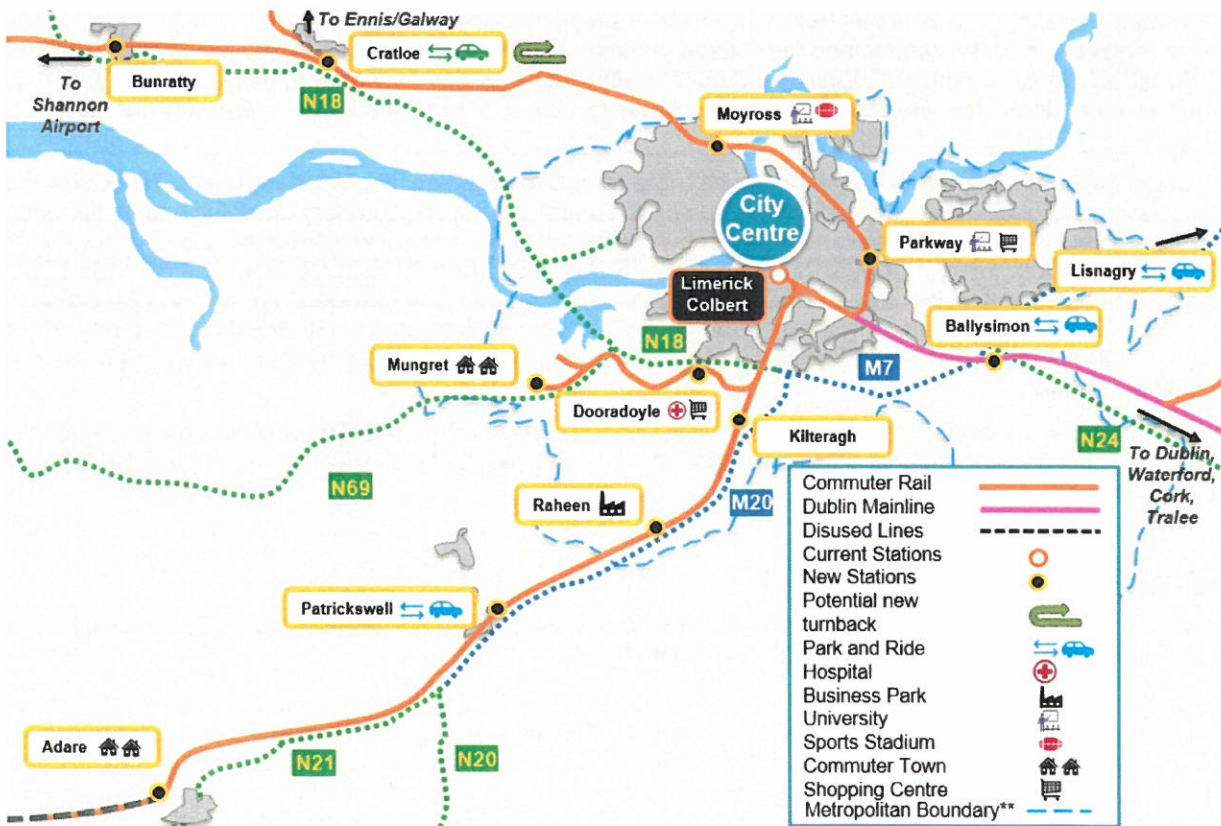 To Ennis/Galway
Cratloe
Bunratty
To
Shannon
Airport
N18
Moyross
City
Centre
Parkway
Lisnagry
Limerick
Colbert
Ballysimon
N18
M7
Mungret
Dooradoyle
Kilteragh
N24
To Dublin,
Waterford,
Cork,
Tralee
N69
Raheen
M20
Patrickswell
Adare
N21
N20
Commuter Rail
Dublin Mainline
Disused Lines
Current Stations
New Stations
Potential new
turnback
Park and Ride
Hospital
Business Park
University
Sports Stadium
Commuter Town
Shopping Centre
Metropolitan Boundary**